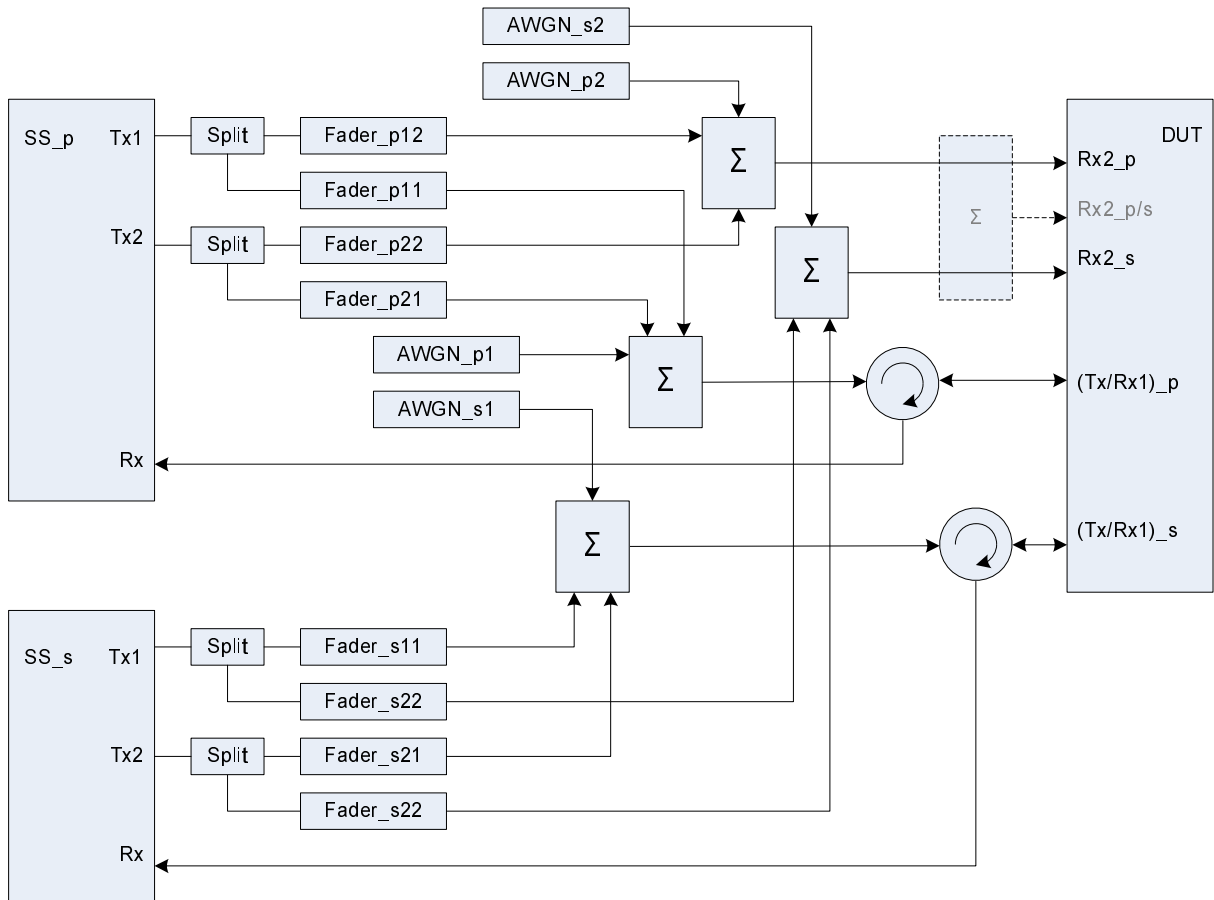 AWGN_s2
AWGN_p2
SS_p
Tx1
Split
Fader_p12
Σ
DUT
Rx2_p
Fader_p11
Σ
Rx2_p/s
Tx2
Split
Fader_p22
Σ
Rx2_s
Fader_p21
AWGN_p1
Σ
(Tx/Rx1)_p
AWGN_s1
Rx
Σ
(Tx/Rx1)_s
SS_s
Tx1
Split
Fader_s11
Fader_s22
Tx2
Split
Fader_s21
Fader_s22
Rx